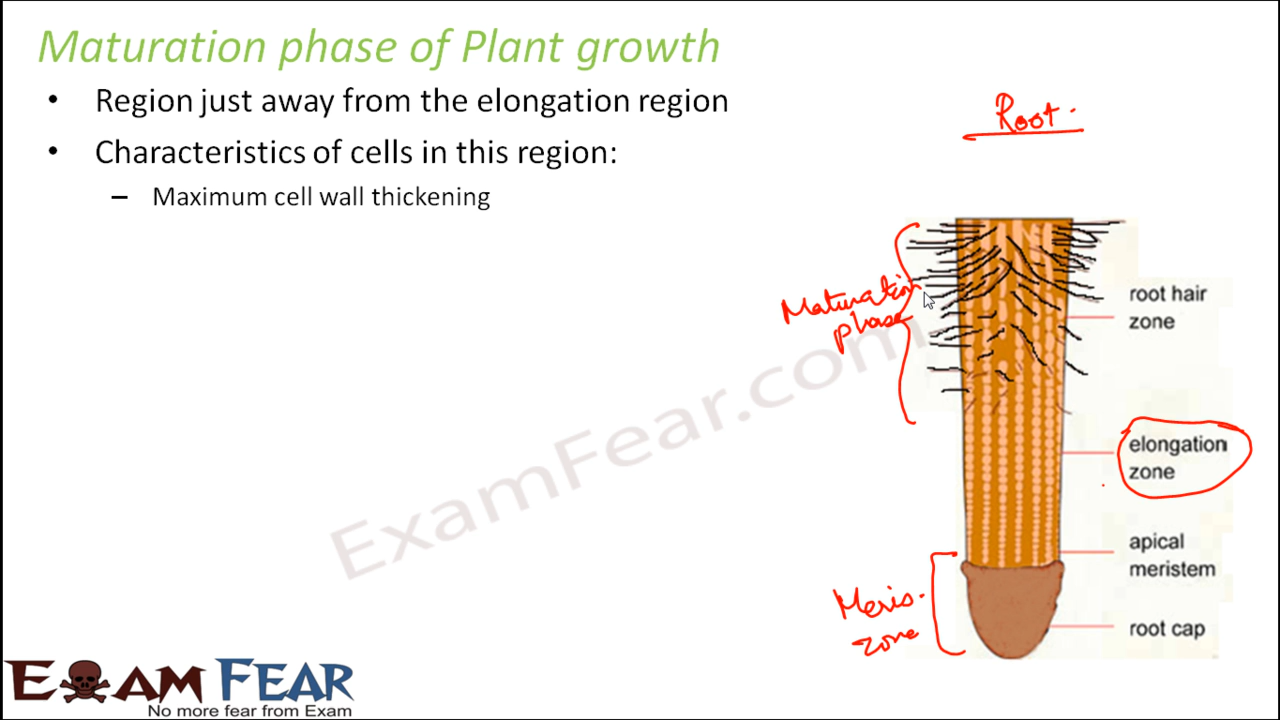 Maturation phase of Plant growth
• Region just away from the elongation region
• Characteristics of cells in this region:
– Maximum cell wall thickening
Root.
Maturation
phase
root hair
zone
elongation
zone
apical
meristem
Meris.
zone
root cap
ExamFear.com
EXAM FEAR
No more fear from Exam